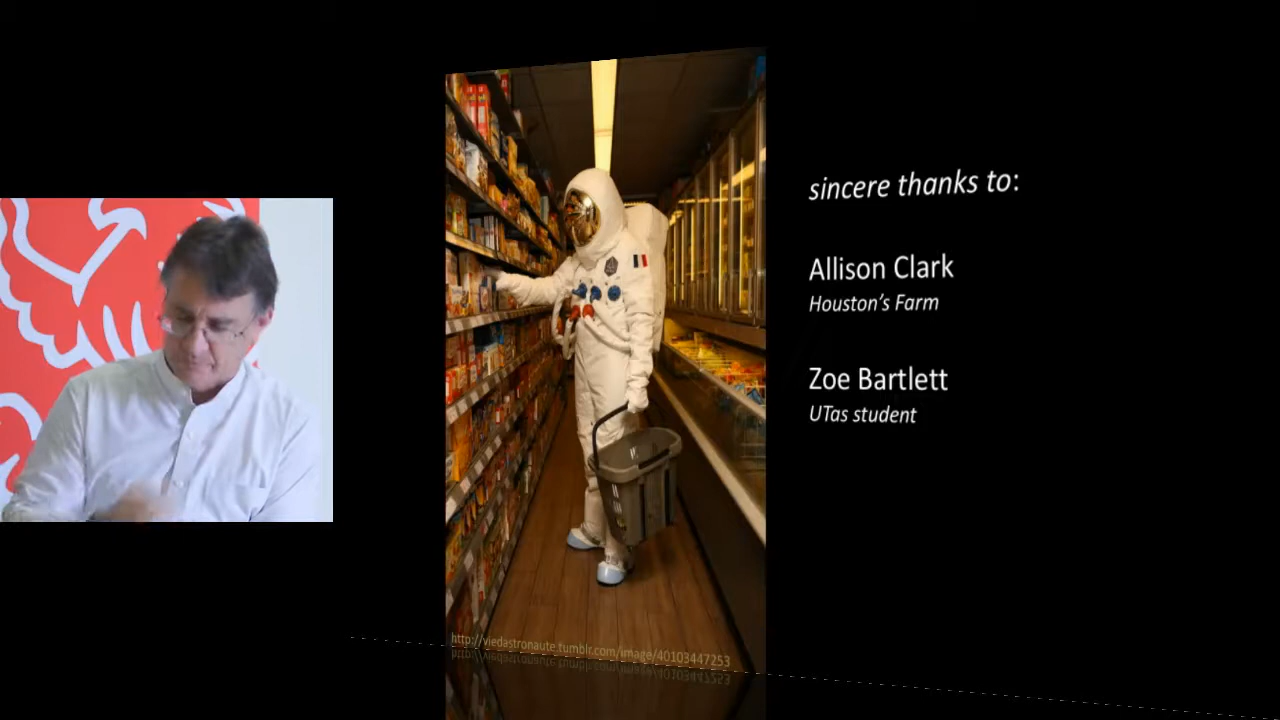 sincere thanks to:
Allison Clark
Houston's Farm
Zoe Bartlett
UTas student
http://viedastronaute.tumblr.com/image/40103447253